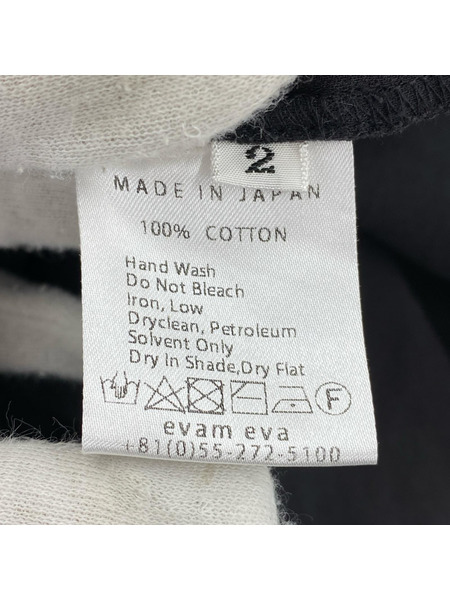 2
MADE IN JAPAN
100% COTTON
Hand Wash
Do Not Bleach
Iron, Low
Dryclean, Petroleum
Solvent Only
Dry In Shade,Dry Flat
F
evam eva
+81(0)55-272-5100